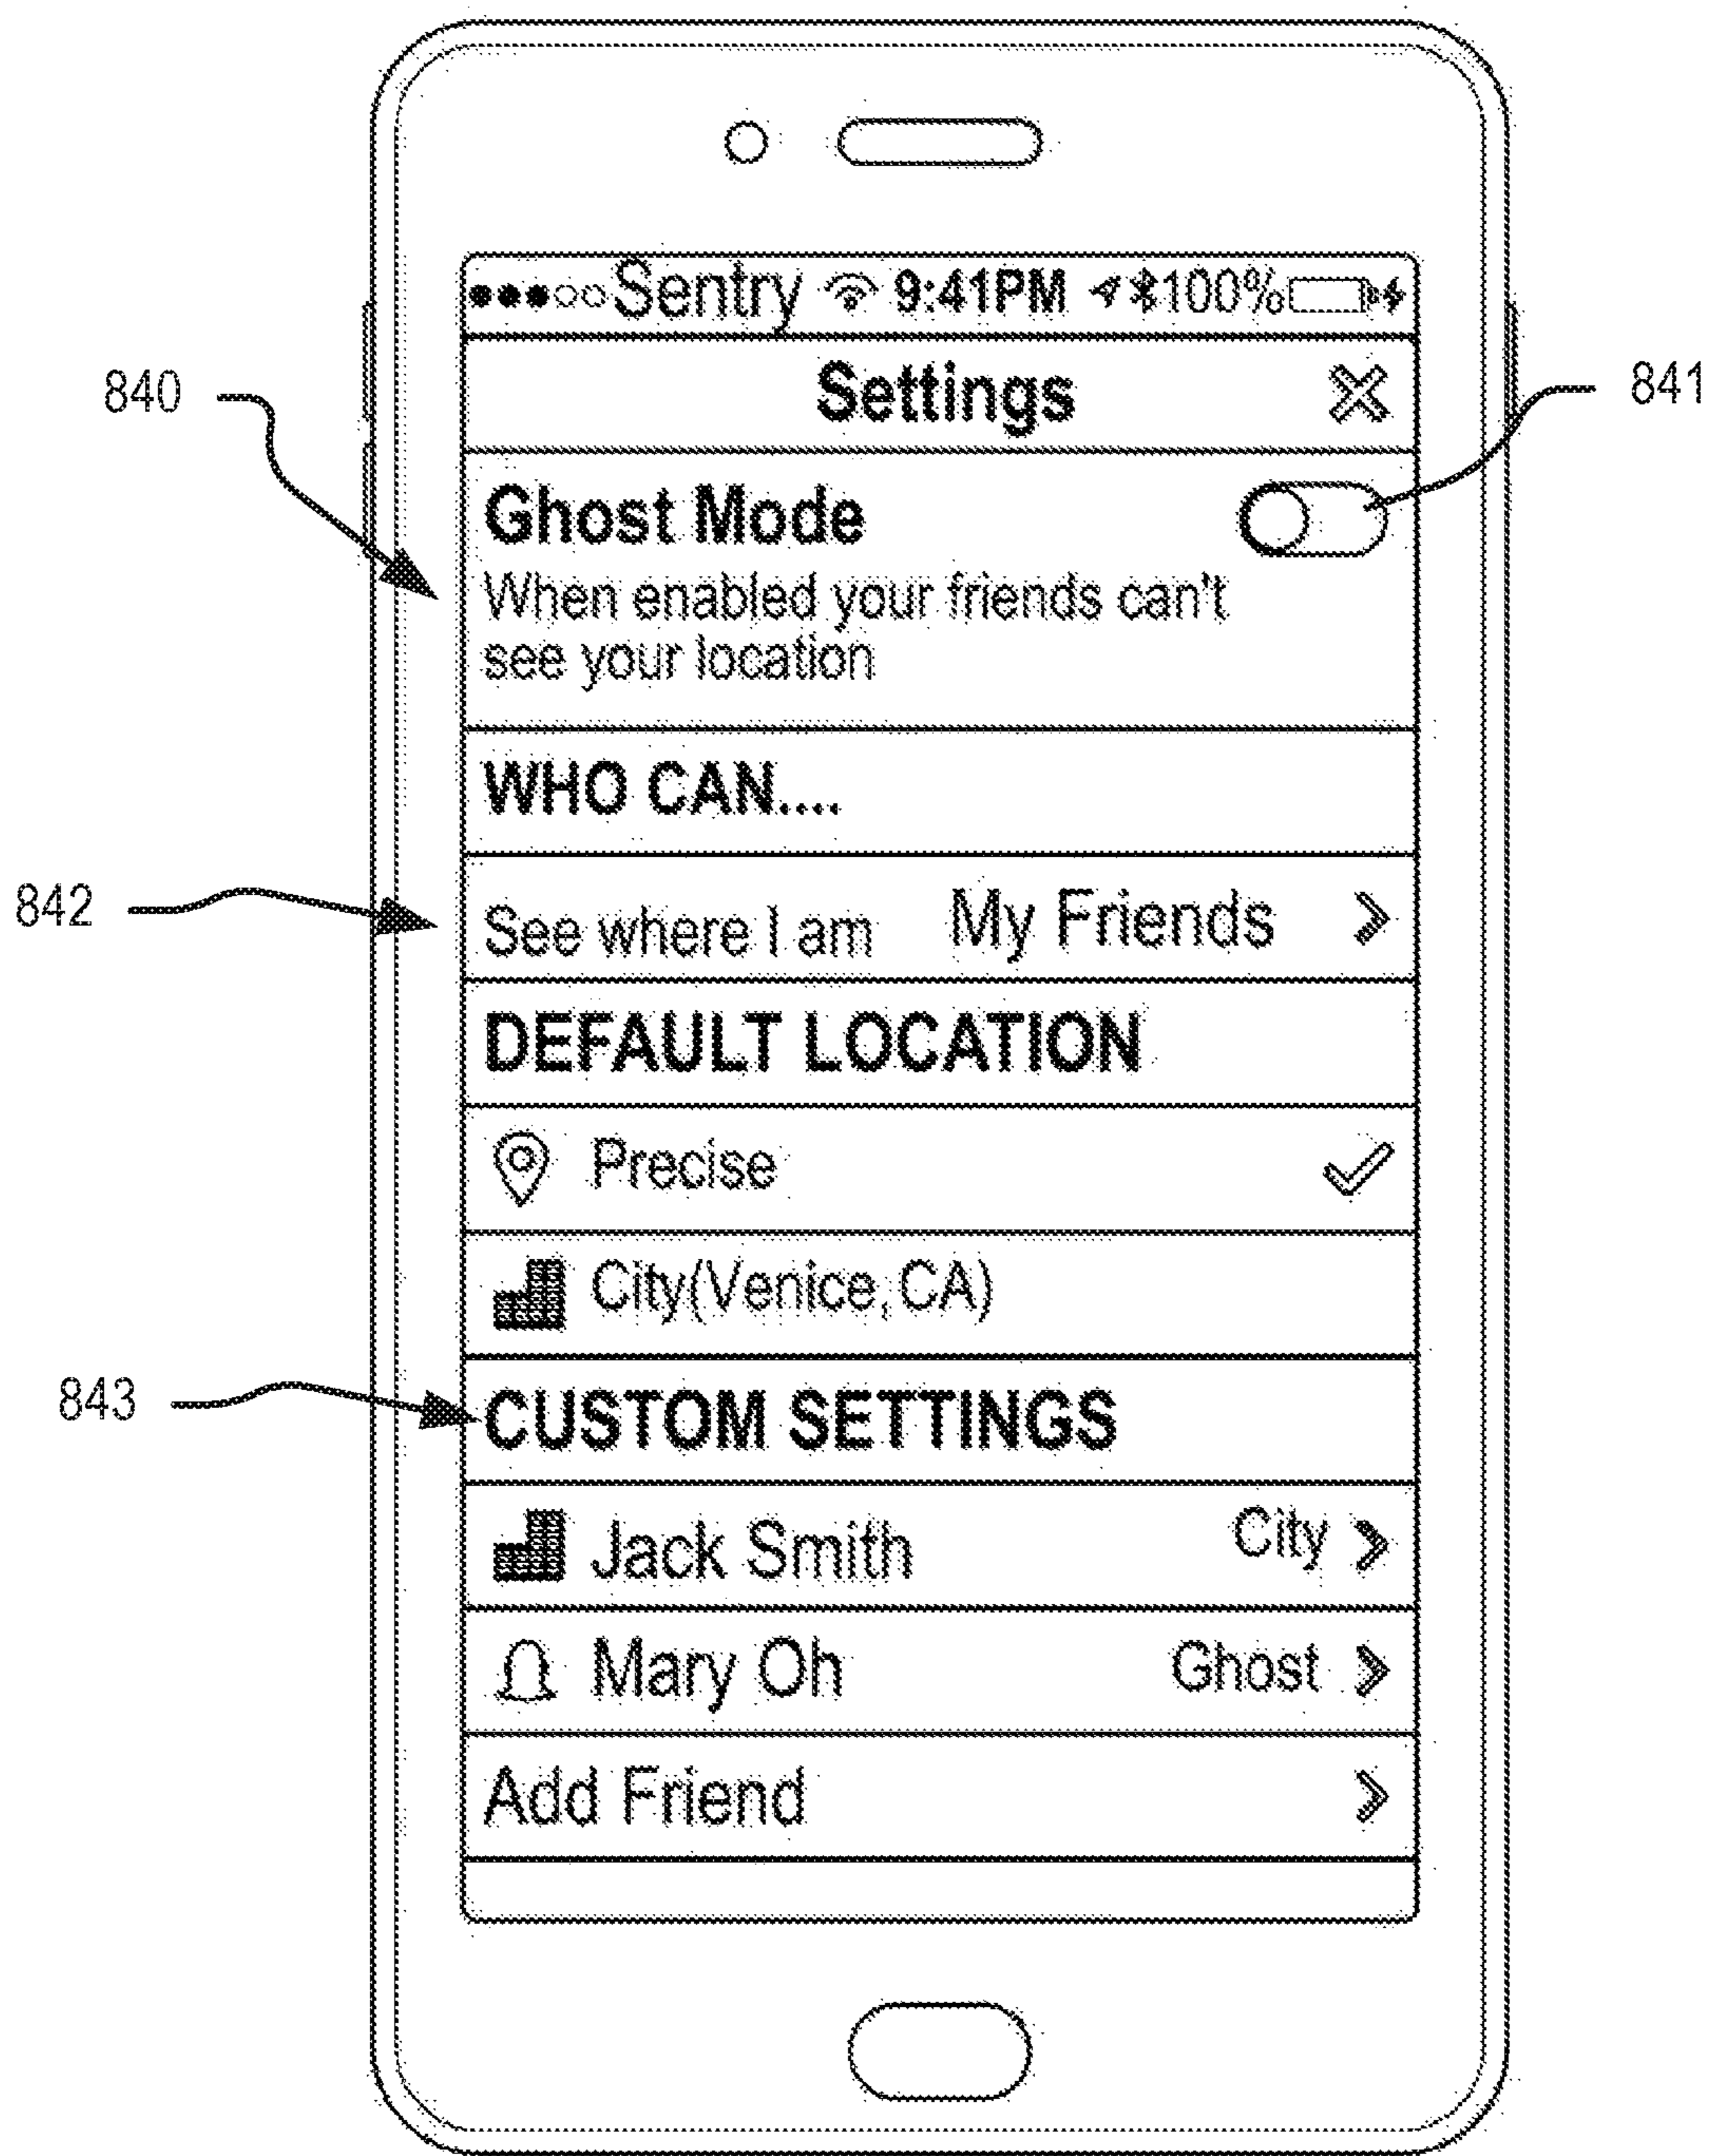 Sentry 9:41PM 100%
Settings
840
841
Ghost Mode
When enabled your friends can't
see your location
WHO CAN....
842
See where I am My Friends
DEFAULT LOCATION
Precise
City(Venice, CA)
843
CUSTOM SETTINGS
Jack Smith City
Mary Oh Ghost
Add Friend